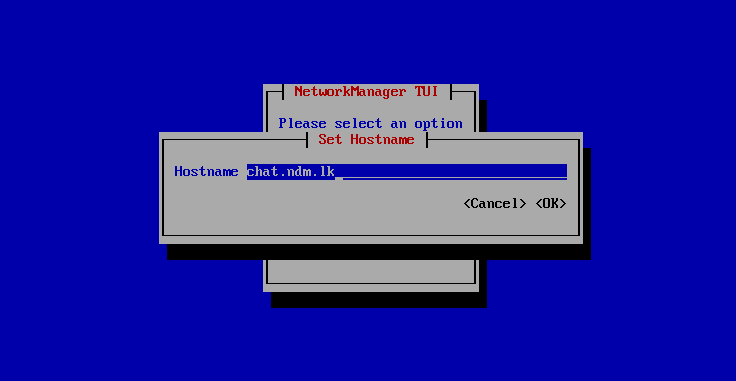 NetworkManager TUI
Please select an option
Set Hostname
Hostname chat.ndm.lk
<Cancel> <OK>